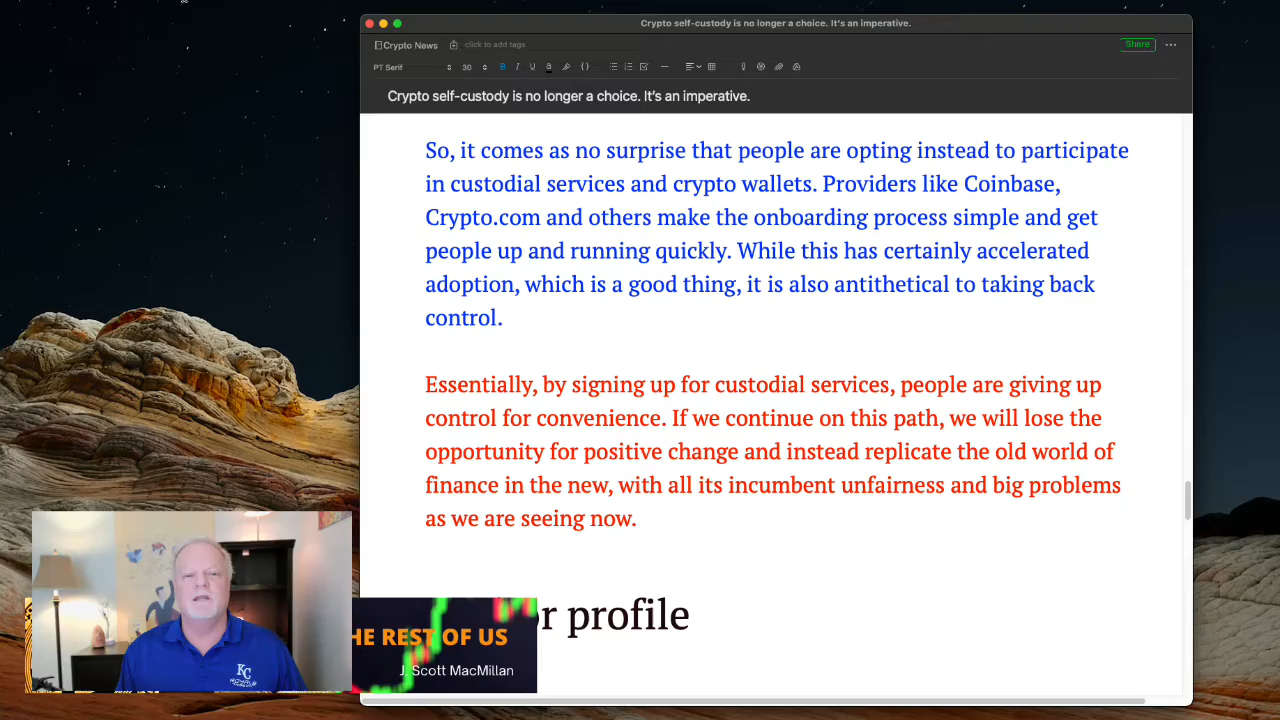 Crypto self-custody is no longer a choice. It's an imperative.
Crypto News
click to add tags
Share
PT Serif
30
B I U a
Crypto self-custody is no longer a choice. It's an imperative.
So, it comes as no surprise that people are opting instead to participate
in custodial services and crypto wallets. Providers like Coinbase,
Crypto.com and others make the onboarding process simple and get
people up and running quickly. While this has certainly accelerated
adoption, which is a good thing, it is also antithetical to taking back
control.
Essentially, by signing up for custodial services, people are giving up
control for convenience. If we continue on this path, we will lose the
opportunity for positive change and instead replicate the old world of
finance in the new, with all its incumbent unfairness and big problems
as we are seeing now.
or profile
HE REST OF US
J. Scott MacMillan
KC